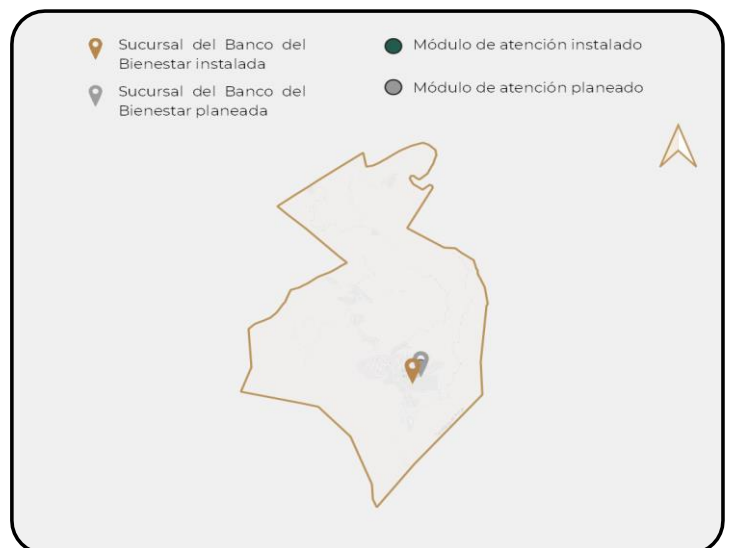 Sucursal del Banco del
Bienestar instalada
Sucursal del Banco del
Bienestar planeada
Módulo de atención instalado
Módulo de atención planeado